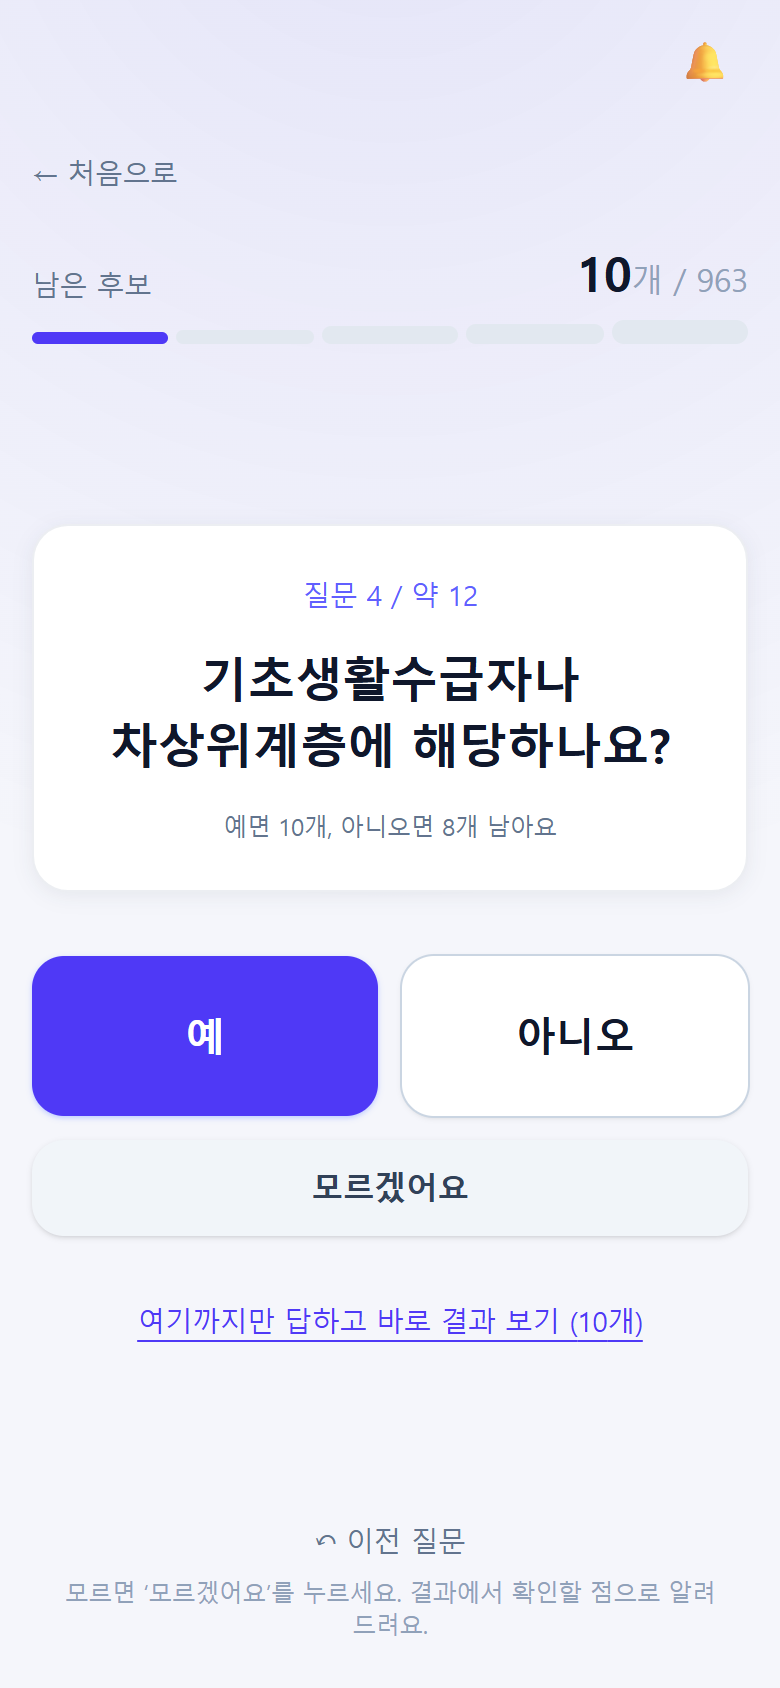 ← 처음으로
남은 후보
10개 / 963
질문 4 / 약 12
기초생활수급자나
차상위계층에 해당하나요?
예면 10개, 아니오면 8개 남아요
예
아니오
모르겠어요
여기까지만 답하고 바로 결과 보기 (10개)
↶ 이전 질문
모르면 ‘모르겠어요’를 누르세요. 결과에서 확인할 점으로 알려
드려요.